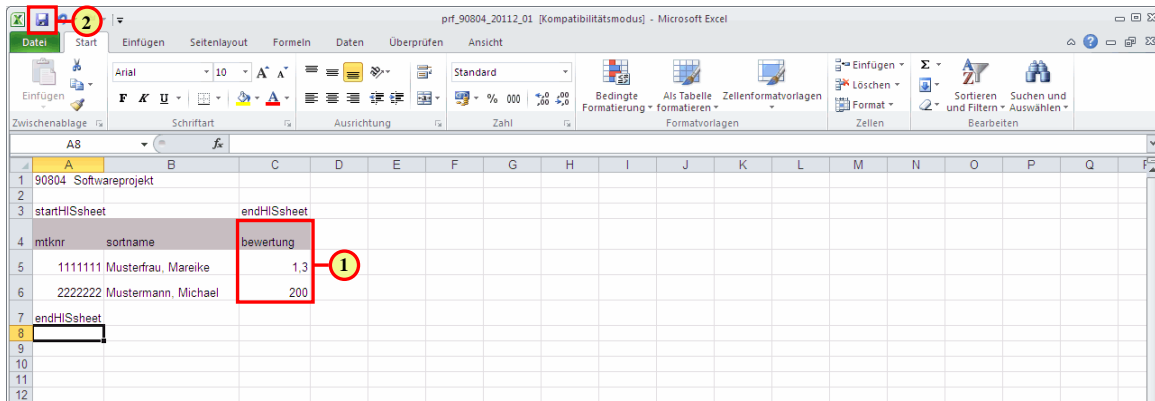 2
prf_90804_20112_01 [Kompatibilitätsmodus] - Microsoft Excel
Datei Start Einfügen Seitenlayout Formeln Daten Überprüfen Ansicht
Arial 10 A A Standard Einfügen Σ
Einfügen Bedingte Als Tabelle Zellenformatvorlagen Löschen Sortieren Suchen und
F K U A % 000 ,00 ,00 Formatierung formatieren Format und Filtern Auswählen
Zwischenablage Schriftart Ausrichtung Zahl Formatvorlagen Zellen Bearbeiten
A8 fx
A B C D E F G H I J K L M N O P Q
1 90804 Softwareprojekt
2
3 startHISsheet endHISsheet
4 mtknr sortname bewertung
5 1111111 Musterfrau, Mareike 1,3 1
6 2222222 Mustermann, Michael 200
7 endHISsheet
8
9
10
11
12